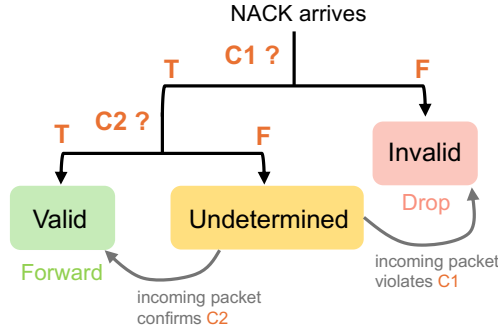 NACK arrives
C1 ?
T
F
C2 ?
T
F
Invalid
Drop
Valid
Undetermined
Forward
incoming packet
confirms C2
incoming packet
violates C1